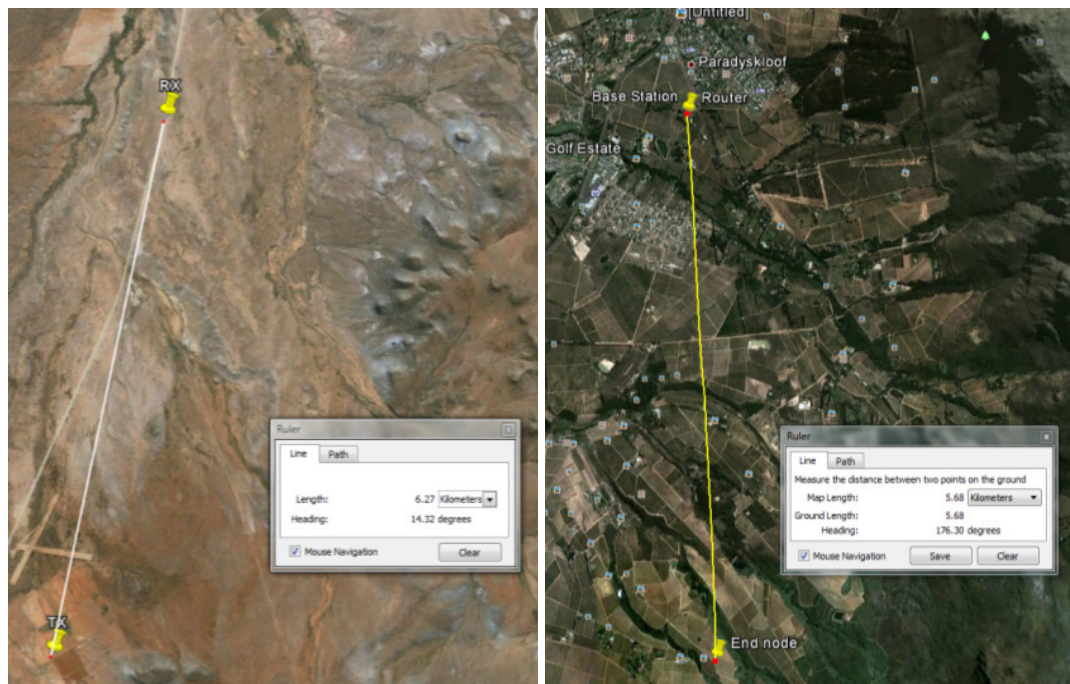 RX
TX
Ruler
Line Path
Length: 6.27 Kilometers
Heading: 14.32 degrees
Mouse Navigation Clear
[Untitled]
Paradyskloof
Base Station Router
Golf Estate
Ruler
Line Path
Measure the distance between two points on the ground
Map Length: 5.68 Kilometers
Ground Length: 5.68
Heading: 176.30 degrees
Mouse Navigation Save Clear
End node